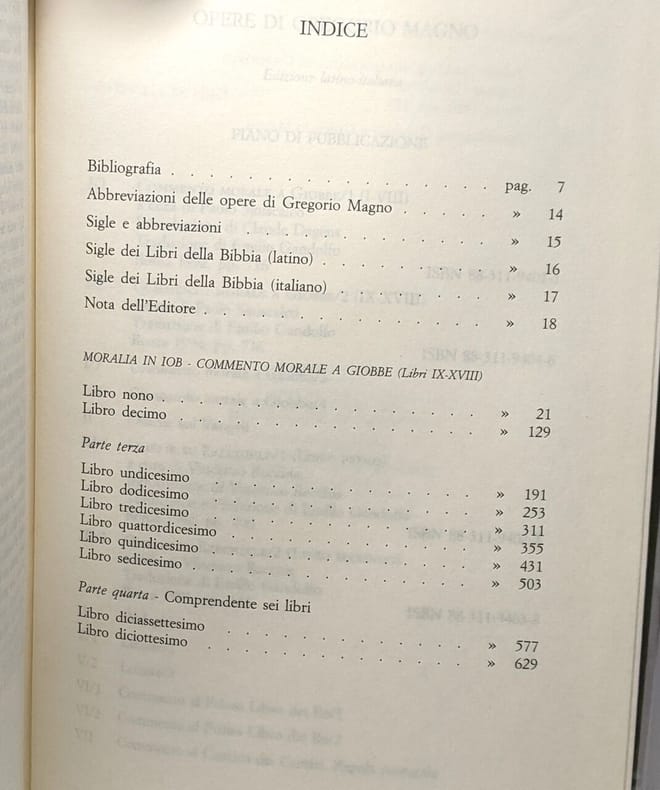 INDICE
Bibliografia . . . . . . . . . . . . . . . . pag. 7
Abbreviazioni delle opere di Gregorio Magno . . . . . » 14
Sigle e abbreviazioni . . . . . . . . . . . . » 15
Sigle dei Libri della Bibbia (latino) . . . . . . . . » 16
Sigle dei Libri della Bibbia (italiano) . . . . . . . . » 17
Nota dell'Editore . . . . . . . . . . . . . » 18
MORALIA IN IOB - COMMENTO MORALE A GIOBBE (Libri IX-XVIII)
Libro nono . . . . . . . . . . . . . . . » 21
Libro decimo . . . . . . . . . . . . . . » 129
Parte terza
Libro undicesimo . . . . . . . . . . . . . » 191
Libro dodicesimo . . . . . . . . . . . . . » 253
Libro tredicesimo . . . . . . . . . . . . . » 311
Libro quattordicesimo . . . . . . . . . . . » 355
Libro quindicesimo . . . . . . . . . . . . » 431
Libro sedicesimo . . . . . . . . . . . . . » 503
Parte quarta - Comprendente sei libri
Libro diciassettesimo . . . . . . . . . . . » 577
Libro diciottesimo . . . . . . . . . . . . » 629